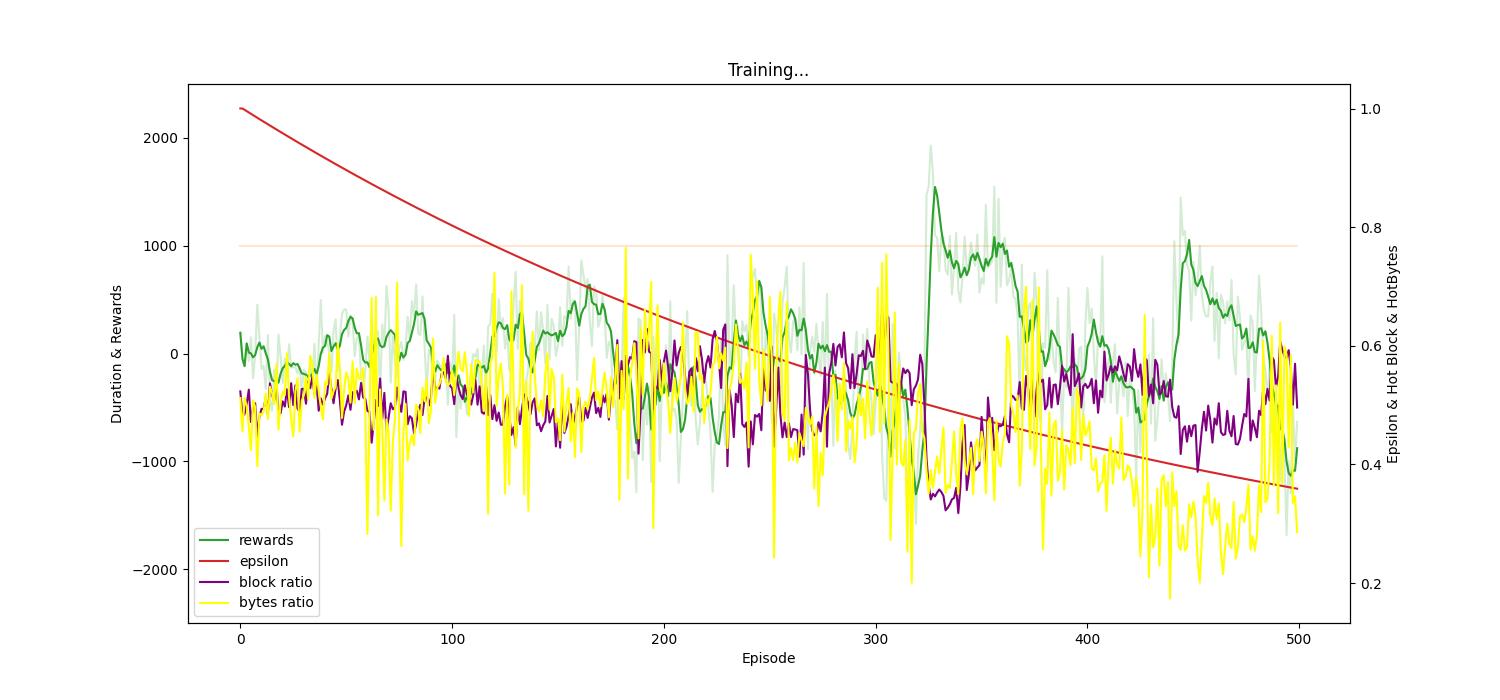 Training...
Duration & Rewards
2000
1000
0
−1000
−2000
1.0
0.8
0.6
0.4
0.2
Epsilon & Hot Block & HotBytes
rewards
epsilon
block ratio
bytes ratio
0
100
200
300
400
500
Episode